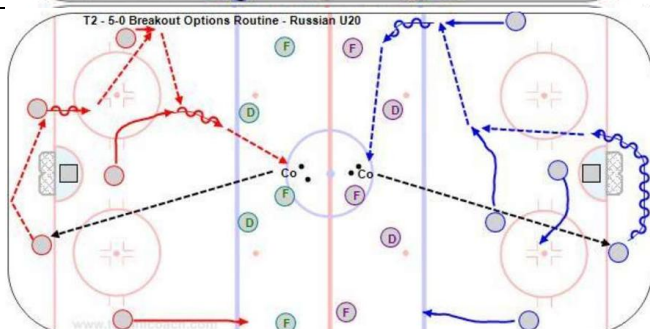 T2 - 5-0 Breakout Options Routine - Russian U20
F F
D D
Co Co
F F
D D
F F